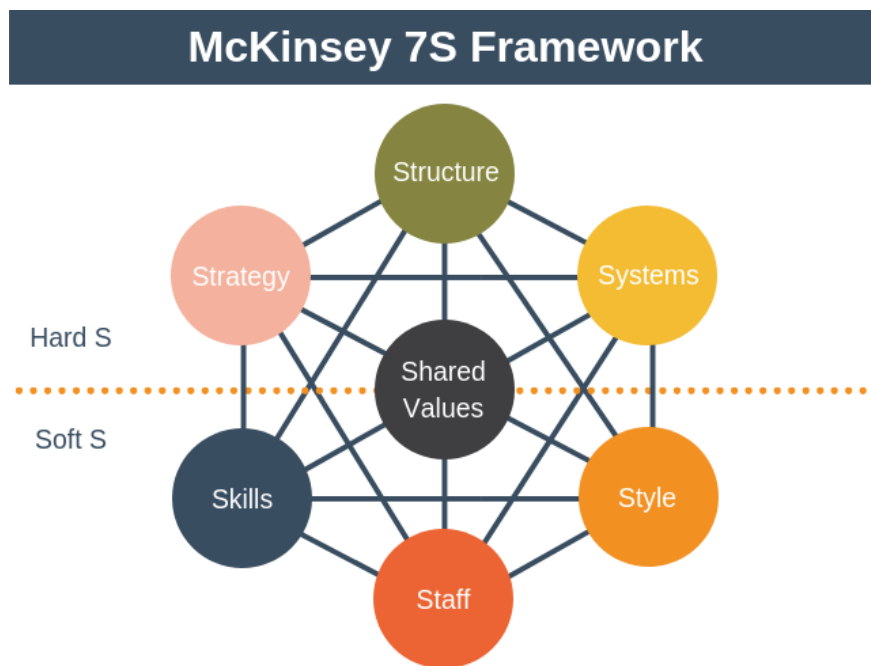 McKinsey 7S Framework
Structure
Strategy
Systems
Hard S
Shared
Values
Soft S
Skills
Style
Staff